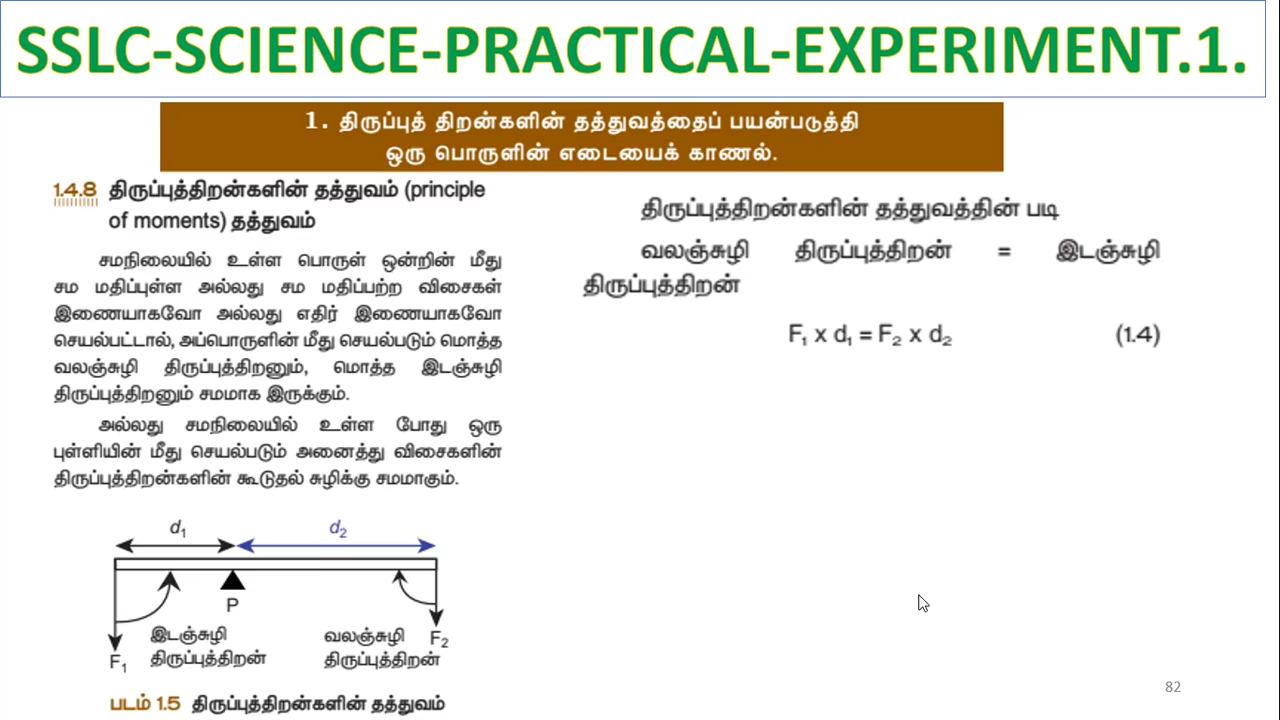 SSLC-SCIENCE-PRACTICAL-EXPERIMENT.1.
1. திருப்புத் திறன்களின் தத்துவத்தைப் பயன்படுத்தி
ஒரு பொருளின் எடையைக் காணல்.
1.4.8 திருப்புத்திறன்களின் தத்துவம் (principle
of moments) தத்துவம்
சமநிலையில் உள்ள பொருள் ஒன்றின் மீது
சம மதிப்புள்ள அல்லது சம மதிப்பற்ற விசைகள்
இணையாகவோ அல்லது எதிர் இணையாகவோ
செயல்பட்டால், அப்பொருளின் மீது செயல்படும் மொத்த
வலஞ்சுழி திருப்புத்திறனும், மொத்த இடஞ்சுழி
திருப்புத்திறனும் சமமாக இருக்கும்.
அல்லது சமநிலையில் உள்ள போது ஒரு
புள்ளியின் மீது செயல்படும் அனைத்து விசைகளின்
திருப்புத்திறன்களின் கூடுதல் சுழிக்கு சமமாகும்.
d₁ d₂
P
இடஞ்சுழி
திருப்புத்திறன்
F₁
வலஞ்சுழி
திருப்புத்திறன்
F₂
படம் 1.5 திருப்புத்திறன்களின் தத்துவம்
திருப்புத்திறன்களின் தத்துவத்தின் படி
வலஞ்சுழி திருப்புத்திறன் = இடஞ்சுழி
திருப்புத்திறன்
F₁ x d₁ = F₂ x d₂ (1.4)
82